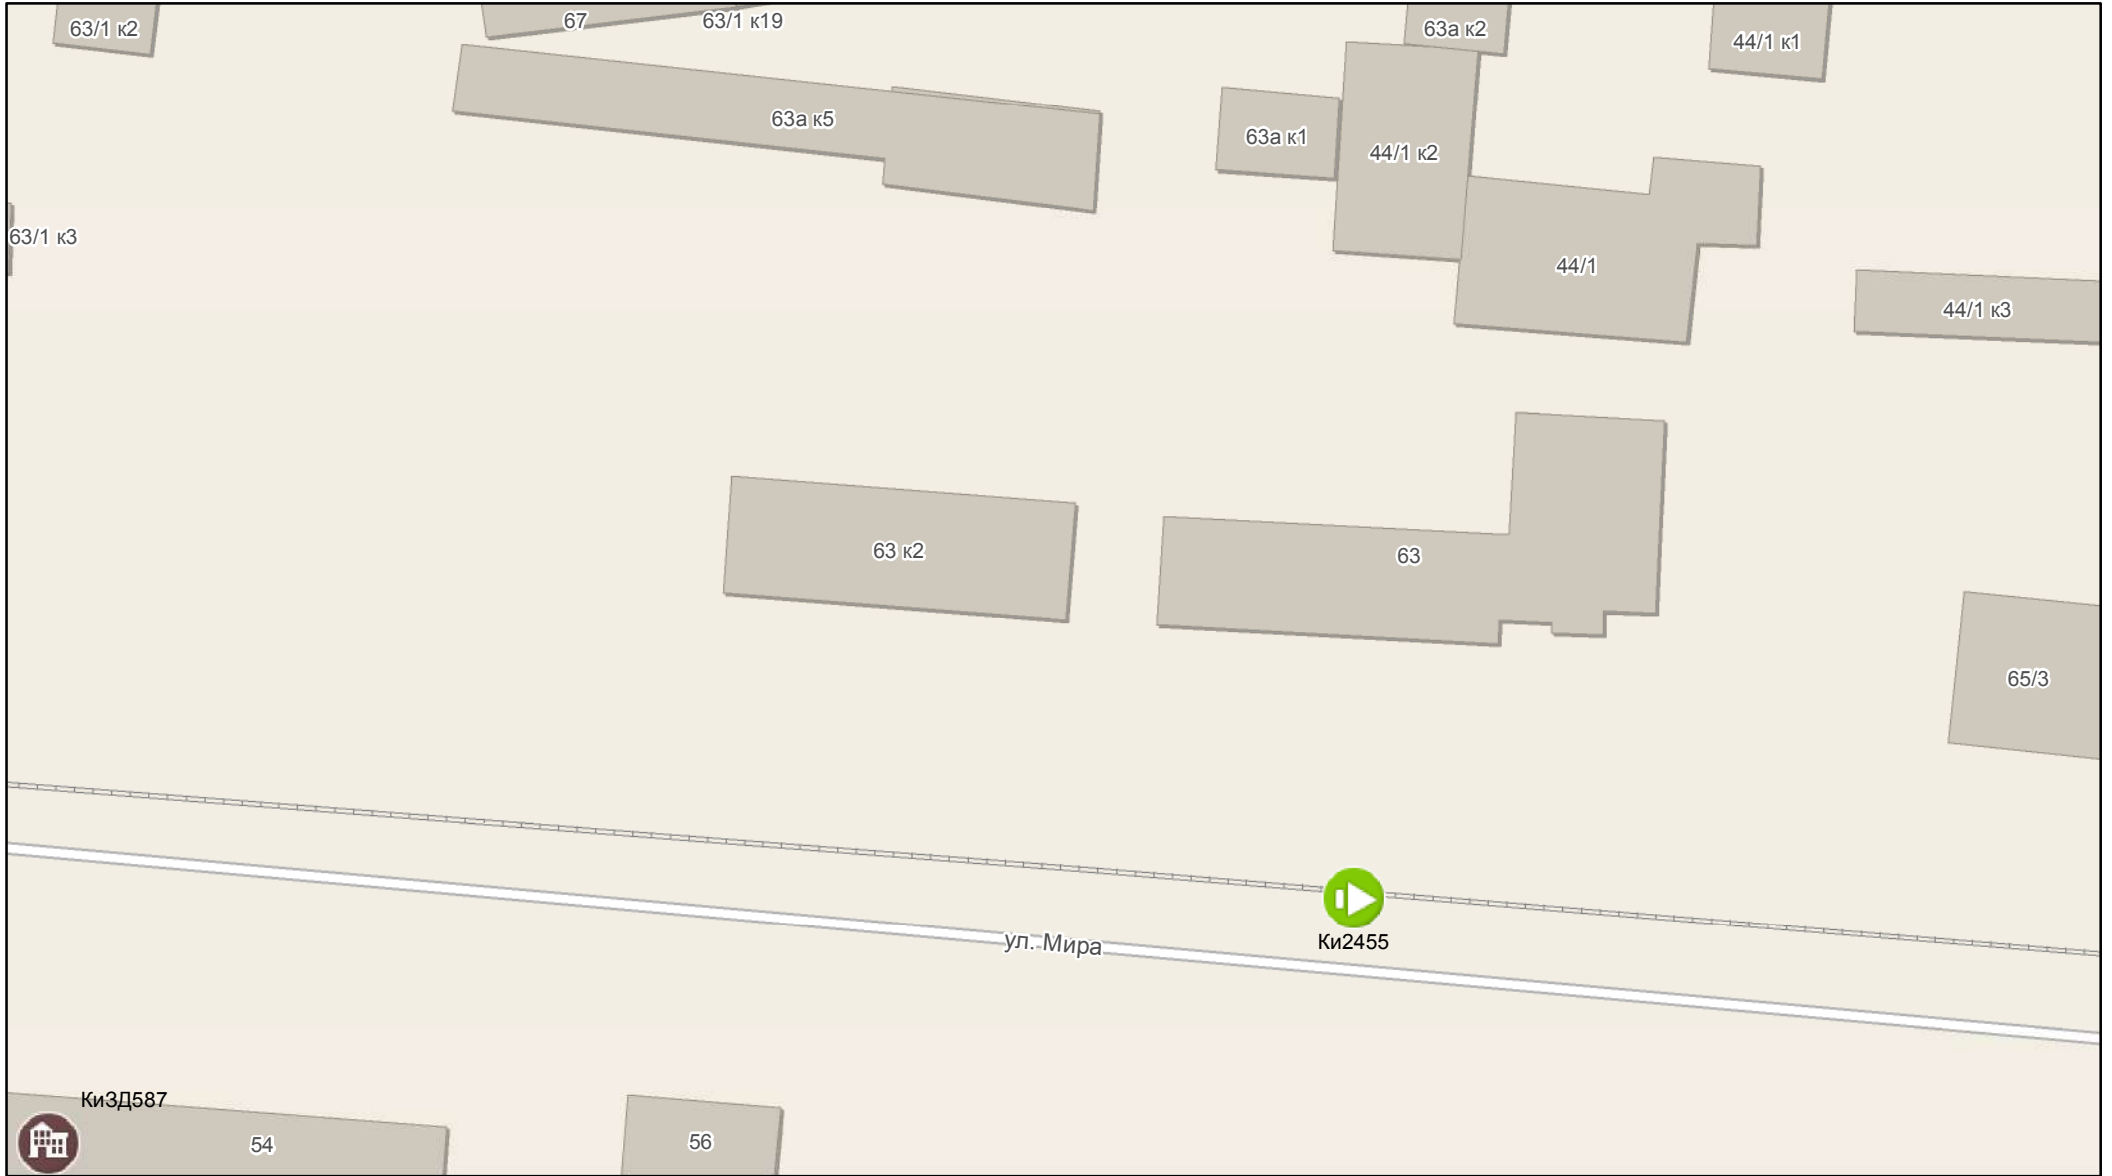 63/1 к2
67
63/1 к19
63а к2
44/1 к1
63а к5
63а к1
44/1 к2
63/1 к3
44/1
44/1 к3
63 к2
63
65/3
ул. Мира
Ки2455
КиЗД587
54
56